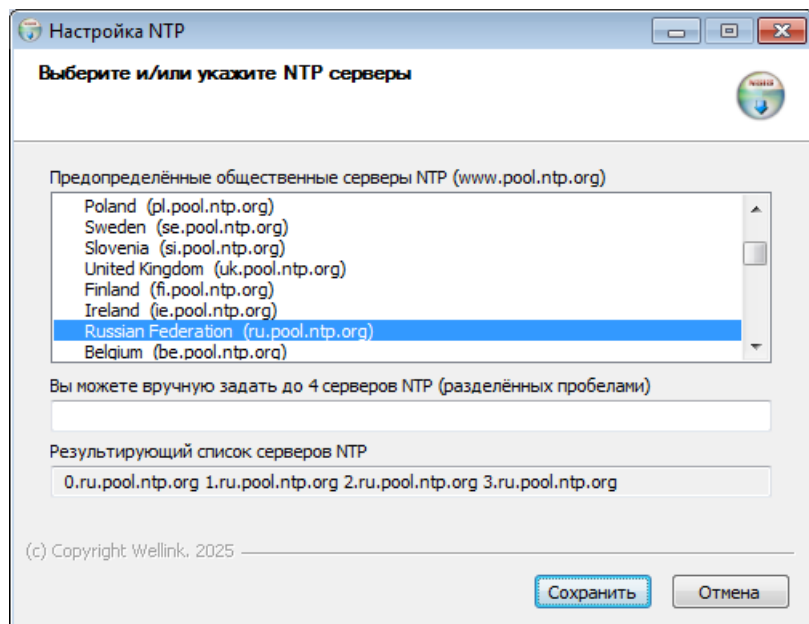 Настройка NTP
Выберите и/или укажите NTP серверы
Предопределённые общественные серверы NTP (www.pool.ntp.org)
Poland (pl.pool.ntp.org)
Sweden (se.pool.ntp.org)
Slovenia (si.pool.ntp.org)
United Kingdom (uk.pool.ntp.org)
Finland (fi.pool.ntp.org)
Ireland (ie.pool.ntp.org)
Russian Federation (ru.pool.ntp.org)
Belgium (be.pool.ntp.org)
Вы можете вручную задать до 4 серверов NTP (разделённых пробелами)
Результирующий список серверов NTP
0.ru.pool.ntp.org 1.ru.pool.ntp.org 2.ru.pool.ntp.org 3.ru.pool.ntp.org
(c) Copyright Wellink, 2025
Сохранить
Отмена